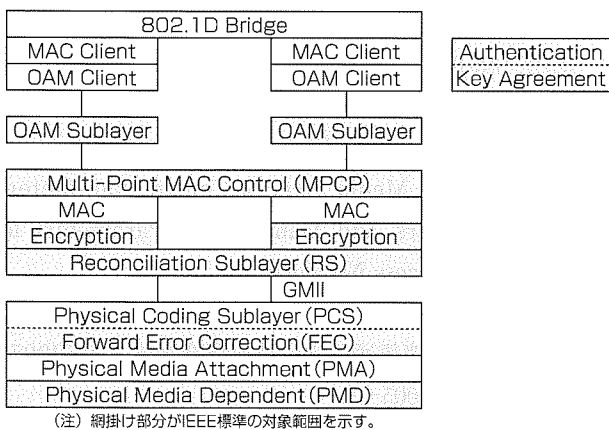 802.1D Bridge
MAC Client MAC Client
OAM Client OAM Client
Authentication
Key Agreement
OAM Sublayer OAM Sublayer
Multi-Point MAC Control (MPCP)
MAC MAC
Encryption Encryption
Reconciliation Sublayer (RS)
GMII
Physical Coding Sublayer (PCS)
Forward Error Correction (FEC)
Physical Media Attachment (PMA)
Physical Media Dependent (PMD)
(注) 網掛け部分がIEEE標準の対象範囲を示す。